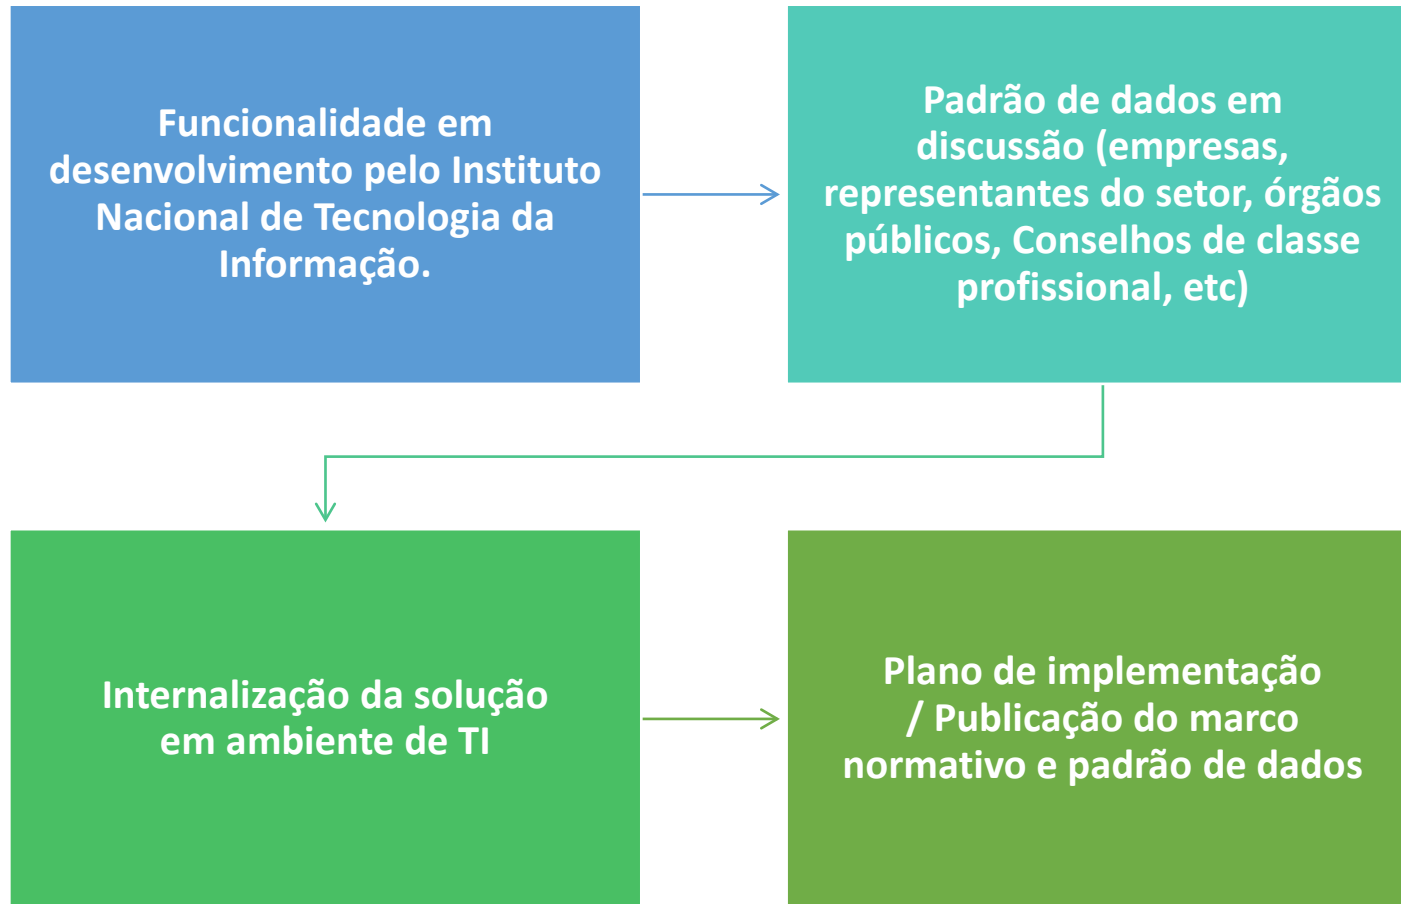 Funcionalidade em
desenvolvimento pelo Instituto
Nacional de Tecnologia da
Informação.
Padrão de dados em
discussão (empresas,
representantes do setor, órgãos
públicos, Conselhos de classe
profissional, etc)
Internalização da solução
em ambiente de TI
Plano de implementação
/ Publicação do marco
normativo e padrão de dados